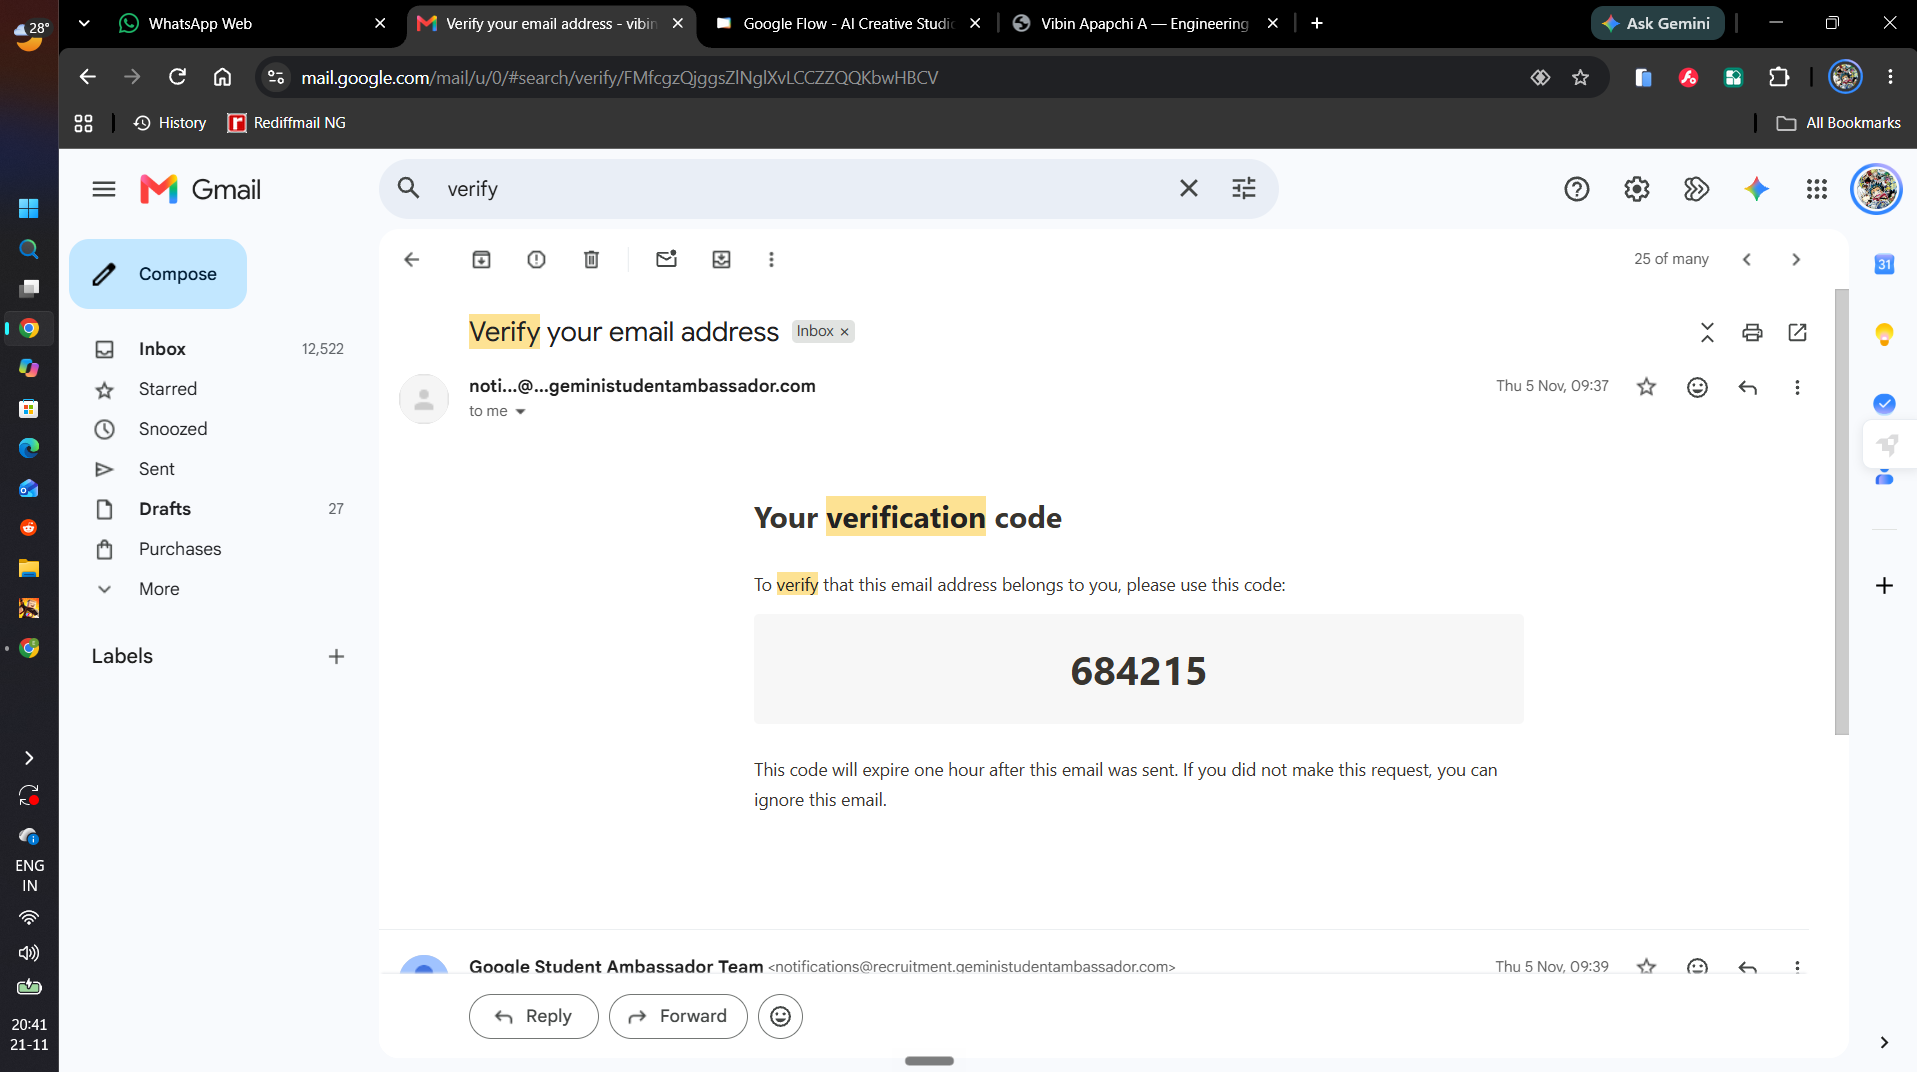 28°
WhatsApp Web
Verify your email address - vibin
Google Flow - AI Creative Studio
Vibin Apapchi A — Engineering
Ask Gemini
mail.google.com/mail/u/0/#search/verify/FMfcgzQjggsZlNglXvLCCZZQQKbwHBCV
History
Rediffmail NG
All Bookmarks
Gmail
verify
Compose
25 of many
31
Verify your email address
Inbox ×
Inbox 12,522
Starred
Snoozed
Sent
Drafts 27
Purchases
More
Labels
noti...@...geministudentambassador.com
Thu 5 Nov, 09:37
to me
Your verification code
To verify that this email address belongs to you, please use this code:
684215
This code will expire one hour after this email was sent. If you did not make this request, you can
ignore this email.
Google Student Ambassador Team <notifications@recruitment.geministudentambassador.com>
Thu 5 Nov, 09:39
Reply
Forward
ENG
IN
20:41
21-11